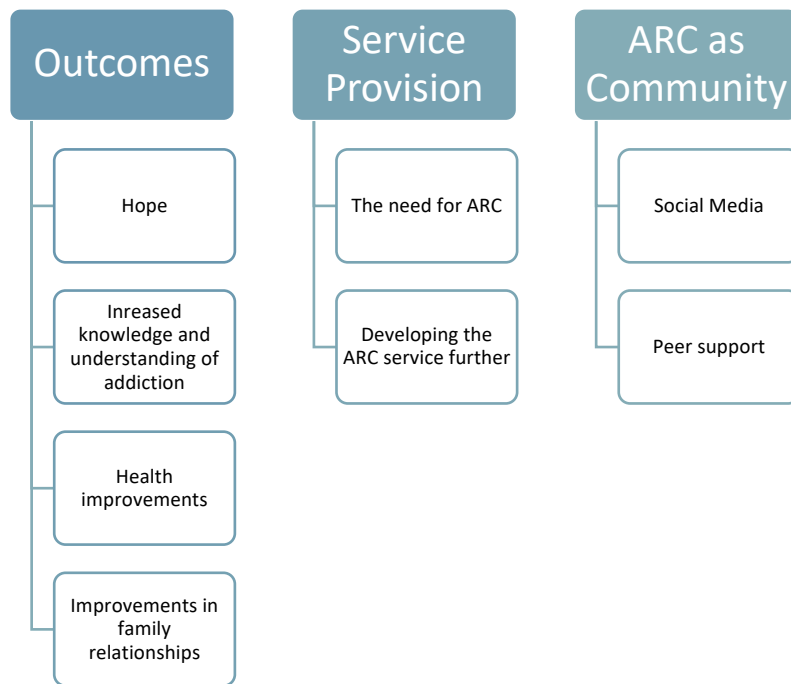 Outcomes
Hope
Inreased
knowledge and
understanding of
addiction
Health
improvements
Improvements in
family
relationships
Service
Provision
The need for ARC
Developing the
ARC service further
ARC as
Community
Social Media
Peer support